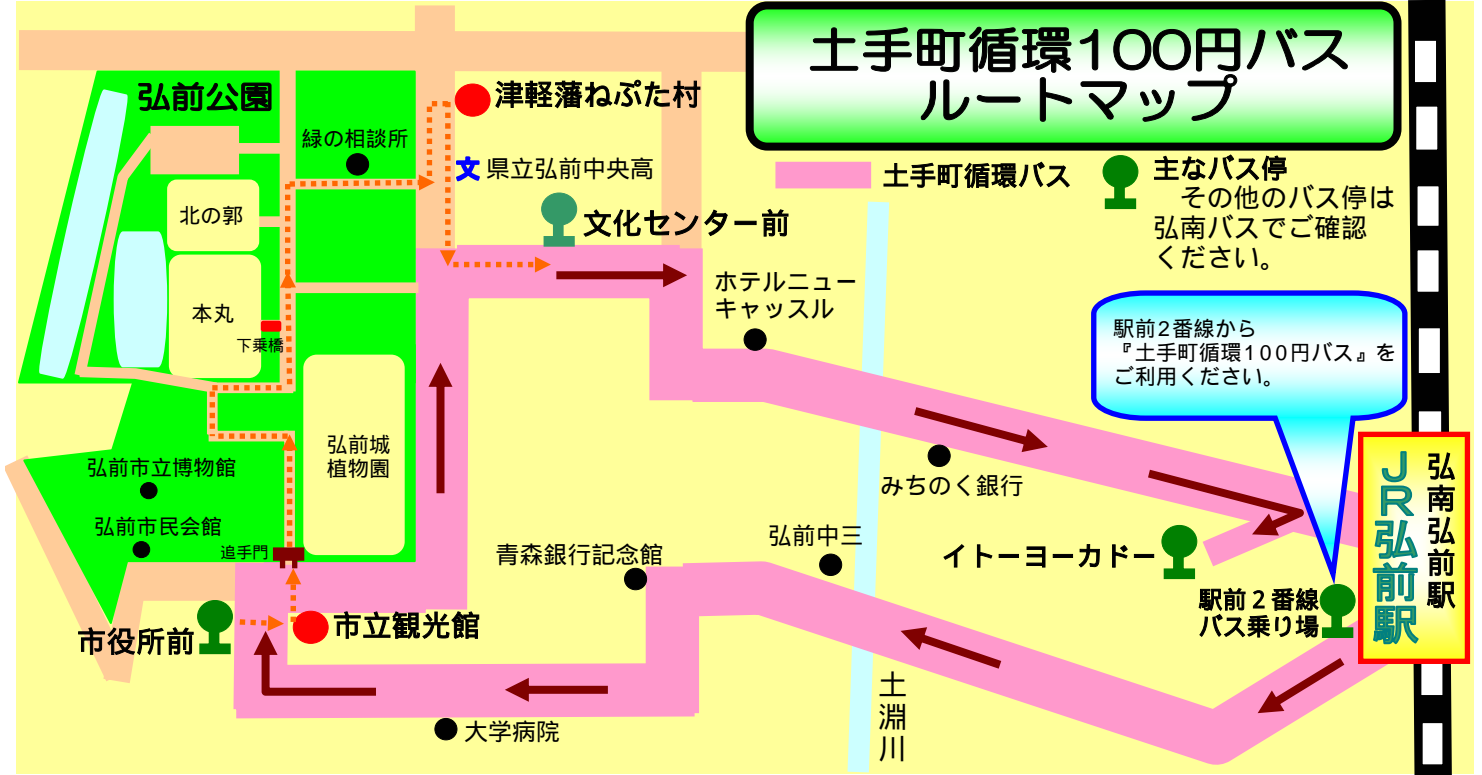 土手町循環100円バス
ルートマップ
弘前公園
津軽藩ねぷた村
緑の相談所
文 県立弘前中央高
土手町循環バス
主なバス停
その他のバス停は
弘南バスでご確認
ください。
北の郭
文化センター前
本丸
下乗橋
ホテルニュー
キャッスル
駅前2番線から
『土手町循環100円バス』を
ご利用ください。
弘前城
植物園
弘前市立博物館
弘前市民会館
追手門
みちのく銀行
弘前中三
青森銀行記念館
イトーヨーカドー
弘南弘前駅
JR弘前駅
駅前2番線
バス乗り場
市役所前
市立観光館
大学病院
土淵川